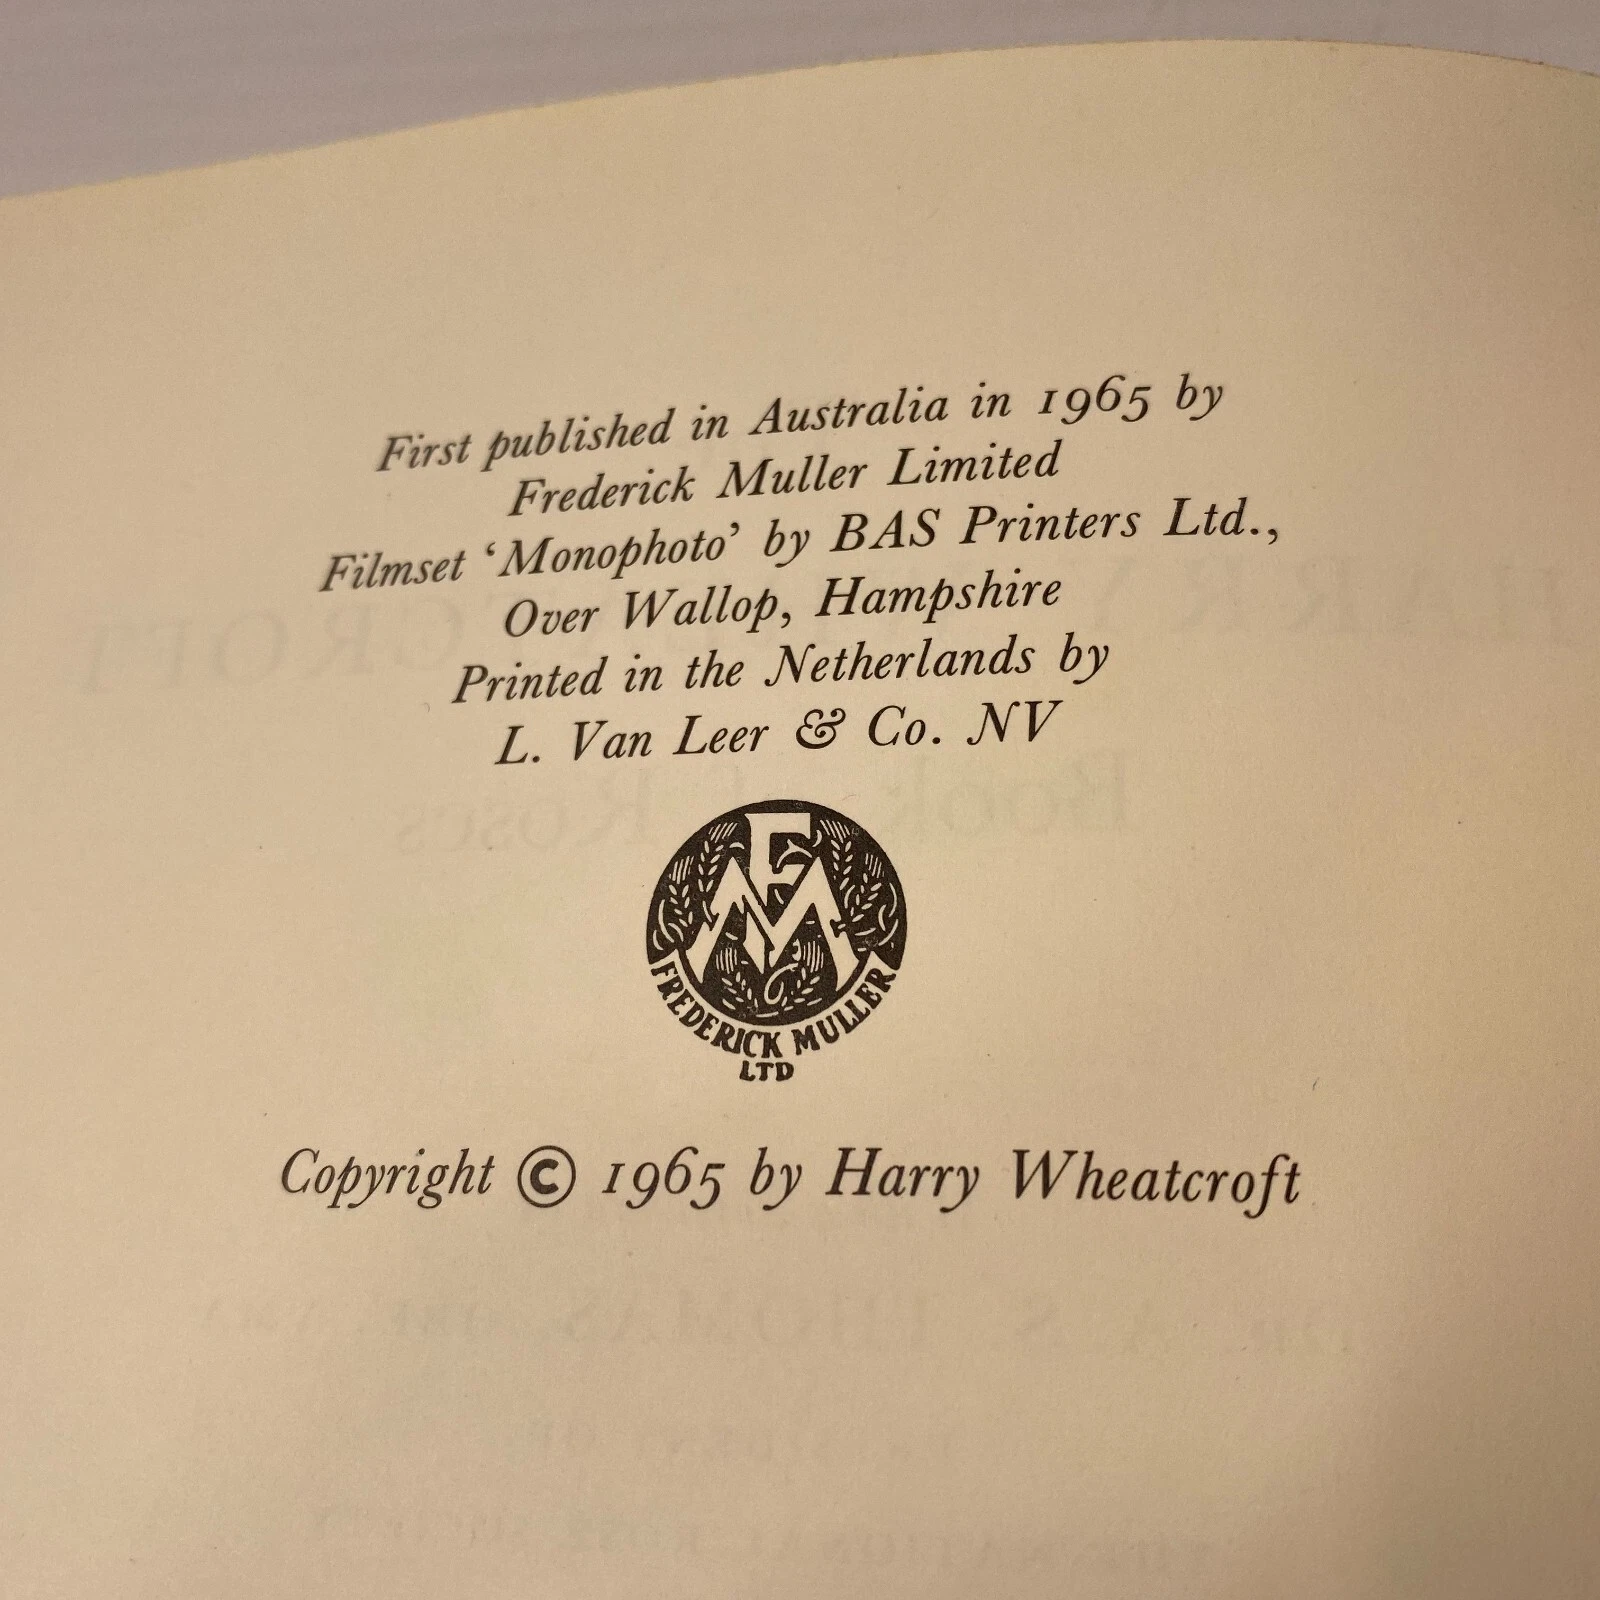 First published in Australia in 1965 by
Frederick Muller Limited
Filmset ‘Monophoto’ by BAS Printers Ltd.,
Over Wallop, Hampshire
Printed in the Netherlands by
L. Van Leer & Co. NV
FM
FREDERICK MULLER
LTD
Copyright © 1965 by Harry Wheatcroft